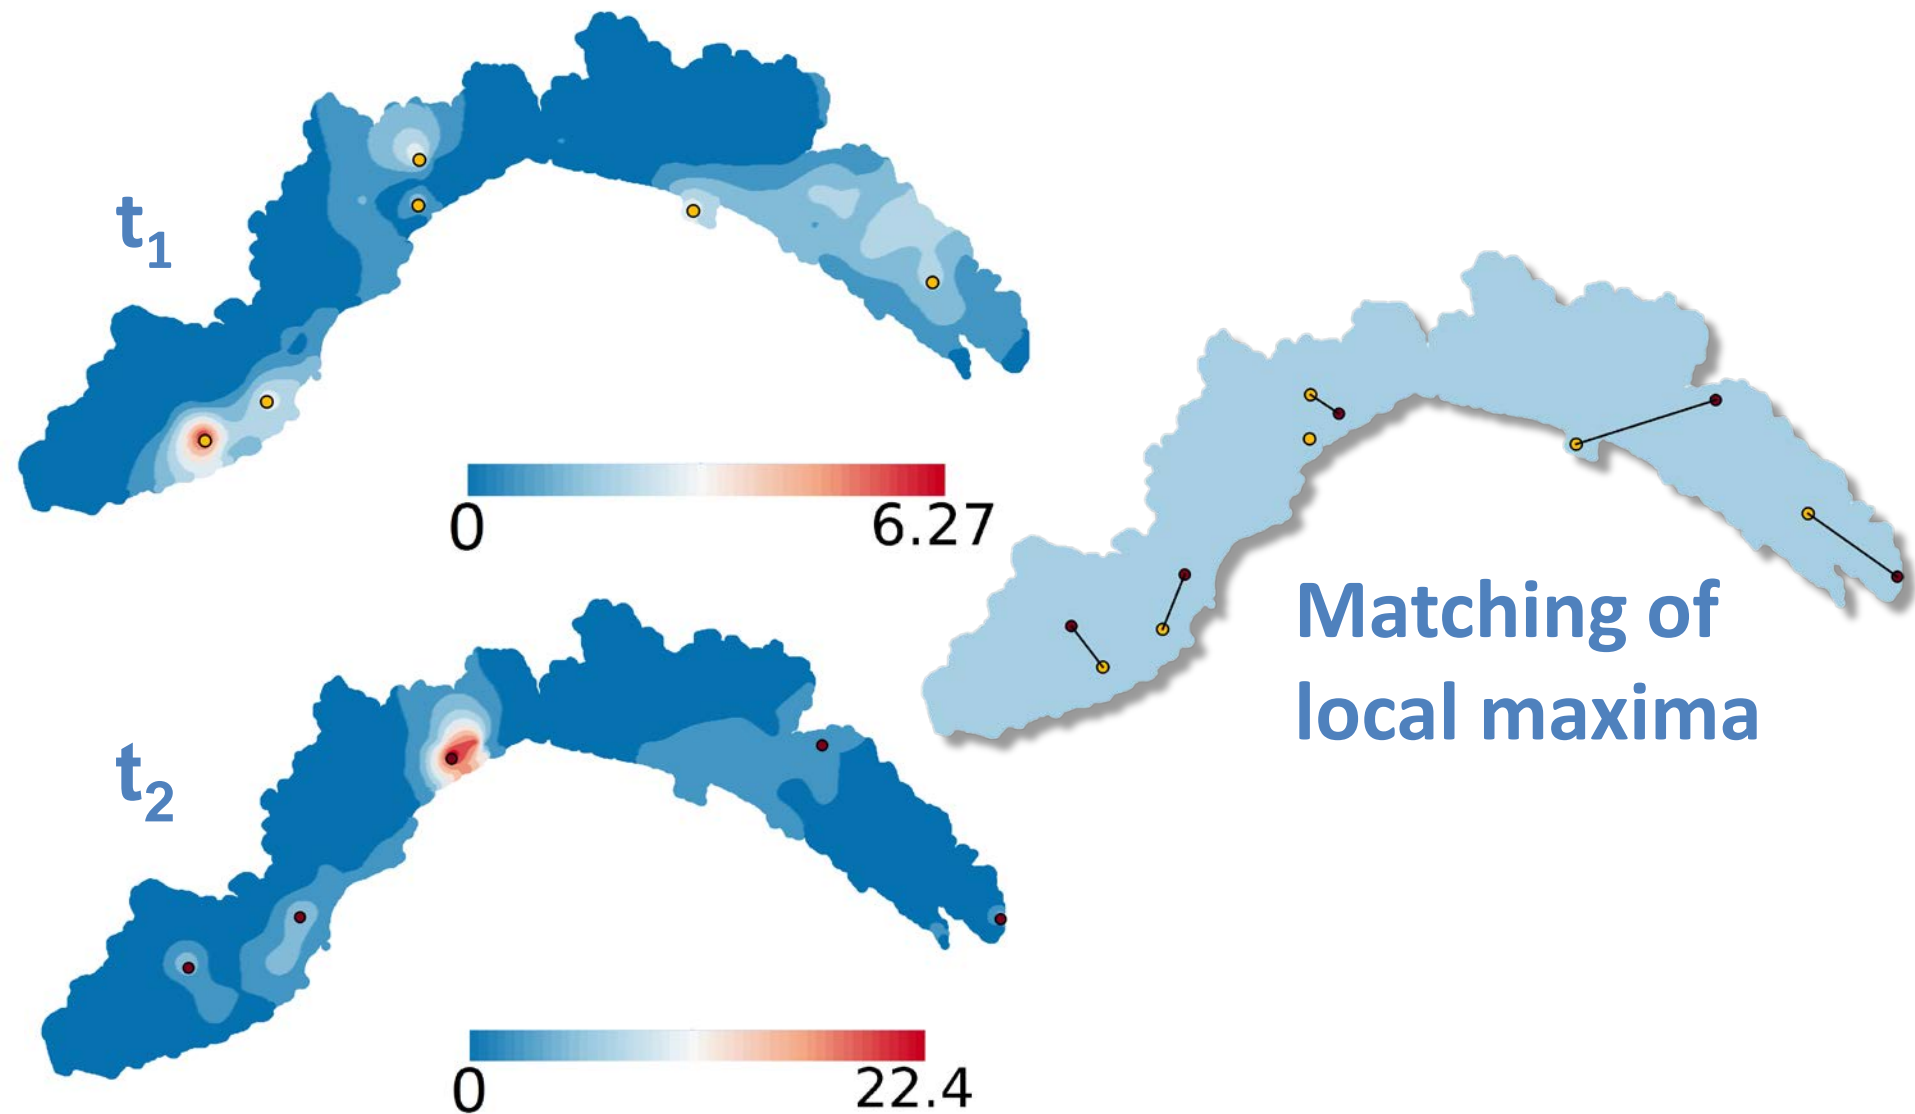 t₁
0
6.27
Matching of
local maxima
t₂
0
22.4